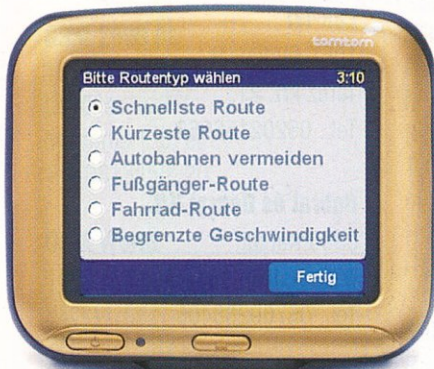 tomtom
Bitte Routentyp wählen 3:10
Schnellste Route
Kürzeste Route
Autobahnen vermeiden
Fußgänger-Route
Fahrrad-Route
Begrenzte Geschwindigkeit
Fertig